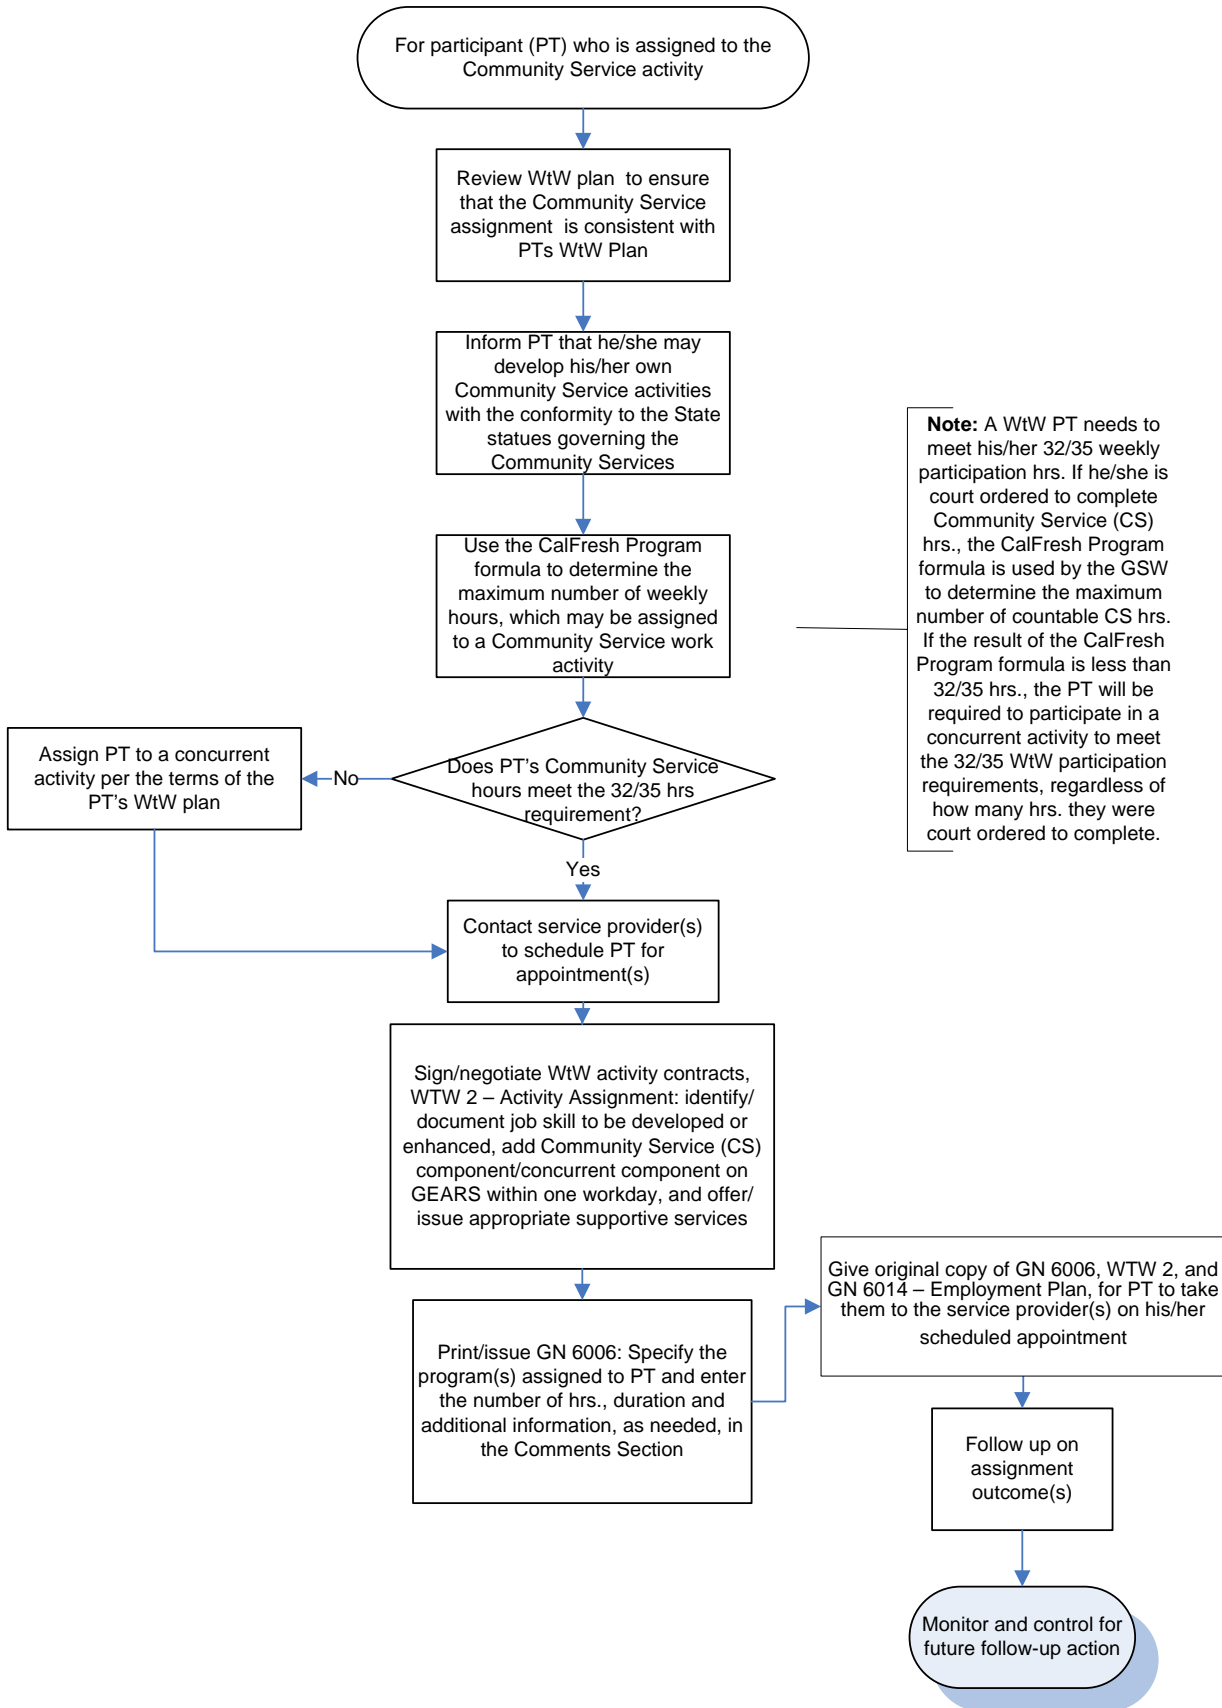 For participant (PT) who is assigned to the
Community Service activity
Review WtW plan  to ensure
that the Community Service
assignment  is consistent with
PTs WtW Plan
Inform PT that he/she may
develop his/her own
Community Service activities
with the conformity to the State
statues governing the
Community Services
Use the CalFresh Program
formula to determine the
maximum number of weekly
hours, which may be assigned
to a Community Service work
activity
Note: A WtW PT needs to
meet his/her 32/35 weekly
participation hrs. If he/she is
court ordered to complete
Community Service (CS)
hrs., the CalFresh Program
formula is used by the GSW
to determine the maximum
number of countable CS hrs.
If the result of the CalFresh
Program formula is less than
32/35 hrs., the PT will be
required to participate in a
concurrent activity to meet
the 32/35 WtW participation
requirements, regardless of
how many hrs. they were
court ordered to complete.
Does PT’s Community Service
hours meet the 32/35 hrs
requirement?
No
Assign PT to a concurrent
activity per the terms of the
PT’s WtW plan
Yes
Contact service provider(s)
to schedule PT for
appointment(s)
Sign/negotiate WtW activity contracts,
WTW 2 – Activity Assignment: identify/
document job skill to be developed or
enhanced, add Community Service (CS)
component/concurrent component on
GEARS within one workday, and offer/
issue appropriate supportive services
Print/issue GN 6006: Specify the
program(s) assigned to PT and enter
the number of hrs., duration and
additional information, as needed, in
the Comments Section
Give original copy of GN 6006, WTW 2, and
GN 6014 – Employment Plan, for PT to take
them to the service provider(s) on his/her
scheduled appointment
Follow up on
assignment
outcome(s)
Monitor and control for
future follow-up action